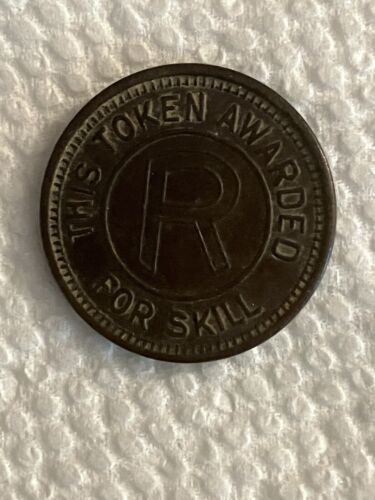 THIS TOKEN AWARDED
R
FOR SKILL